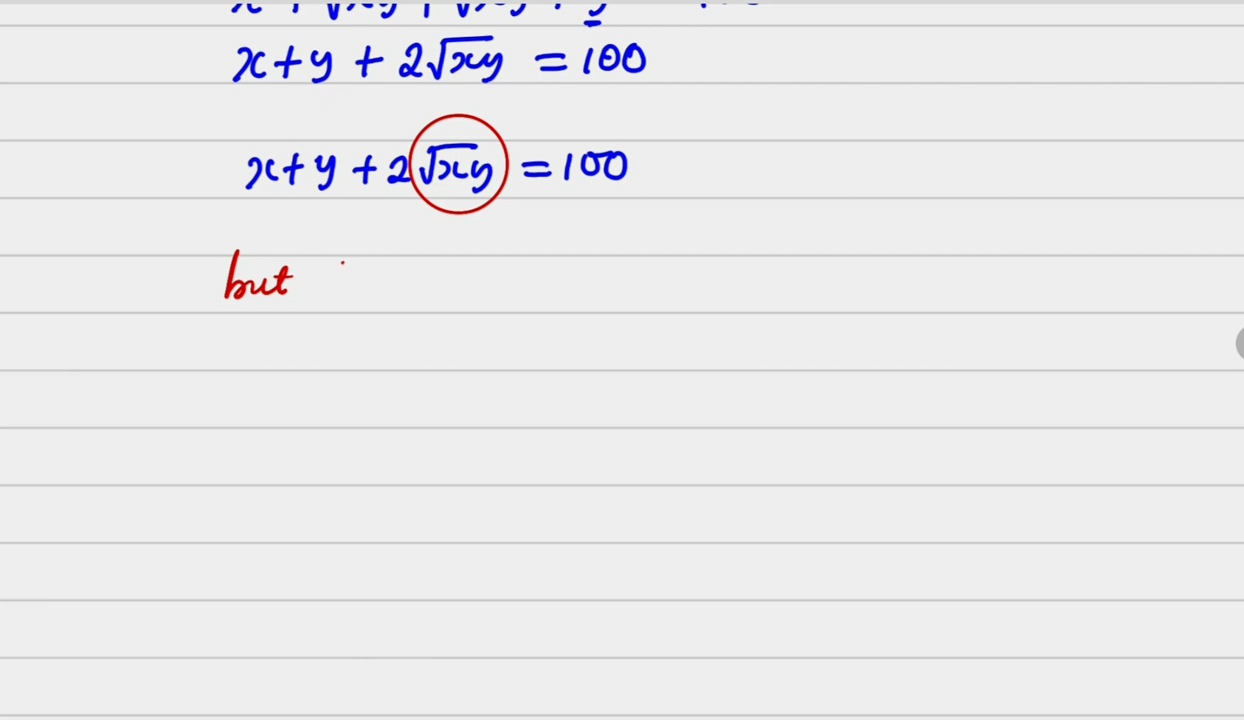 x + y + 2√xy = 100
x + y + 2√xy = 100
but